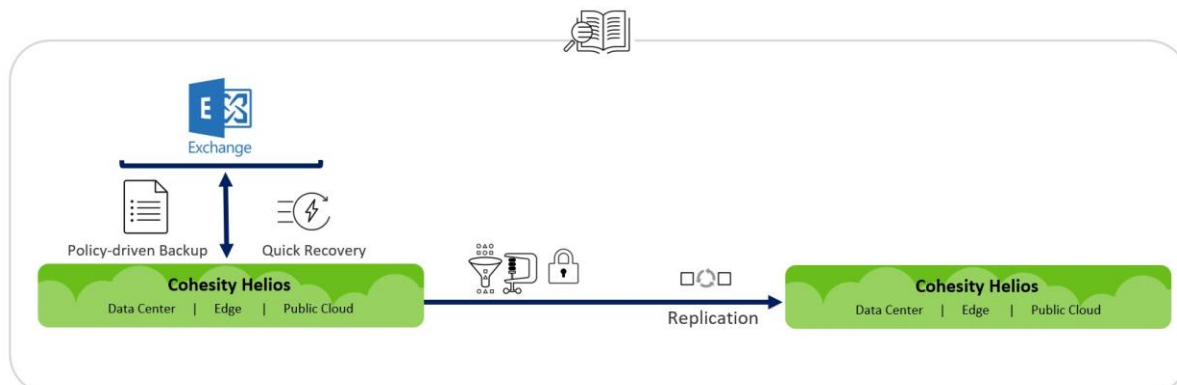 E
Exchange
Policy-driven Backup
Quick Recovery
Cohesity Helios
Data Center | Edge | Public Cloud
Replication
Cohesity Helios
Data Center | Edge | Public Cloud